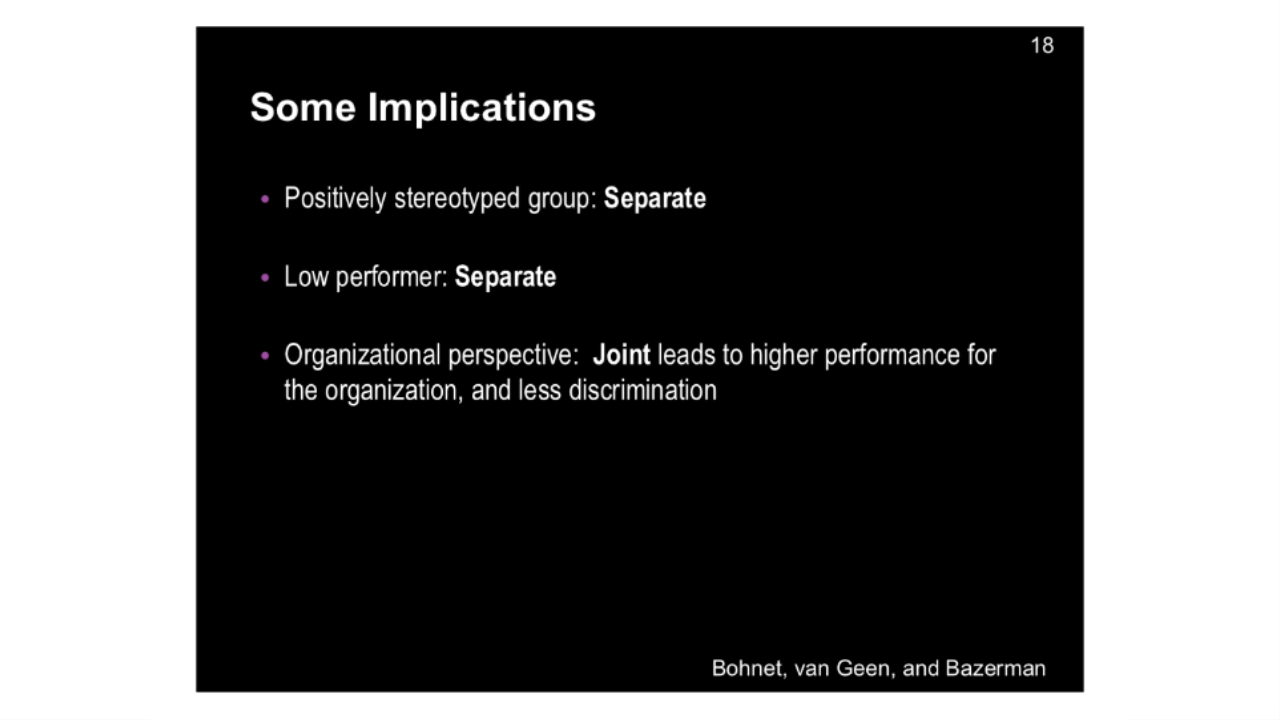 18
Some Implications
• Positively stereotyped group: Separate
• Low performer: Separate
• Organizational perspective: Joint leads to higher performance for
the organization, and less discrimination
Bohnet, van Geen, and Bazerman